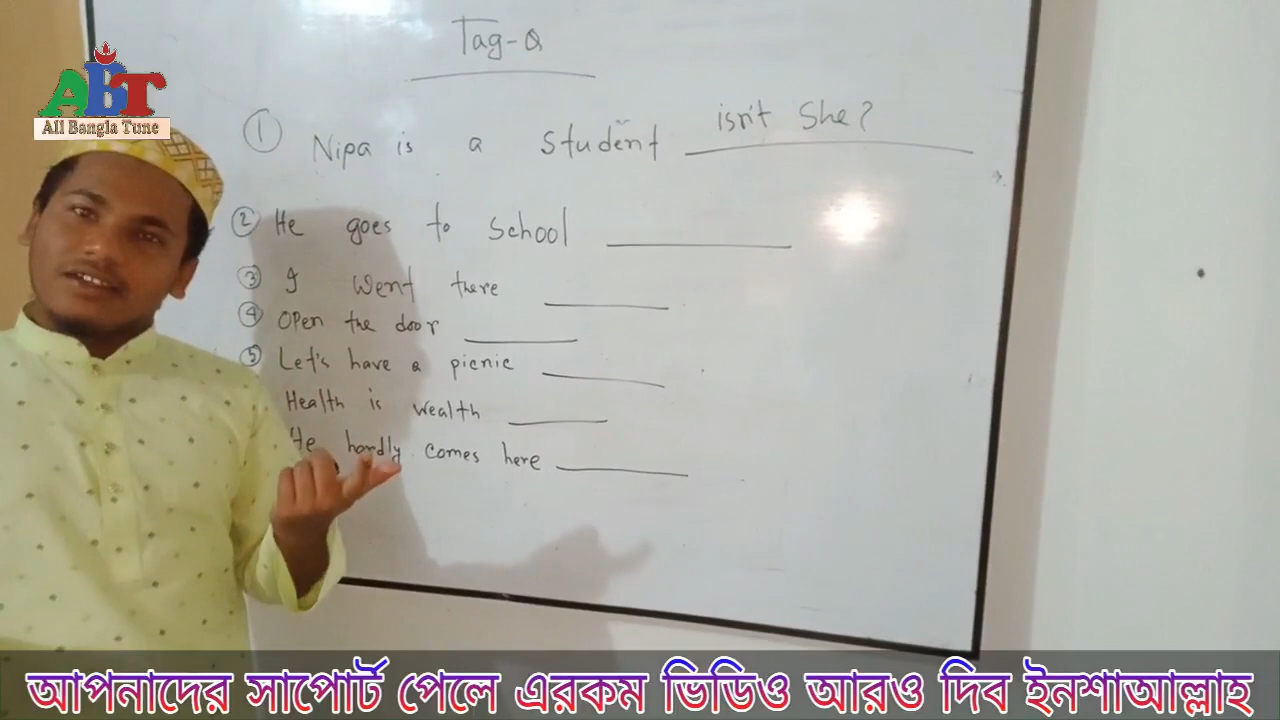 ABT
All Bangla Tune
Tag-Q
① Nipa is a student isn't She?
② He goes to school
③ I went there
④ Open the door
⑤ Let's have a picnic
Health is wealth
He hardly comes here
আপনাদের সাপোর্ট পেলে এরকম ভিডিও আরও দিব ইনশাআল্লাহ